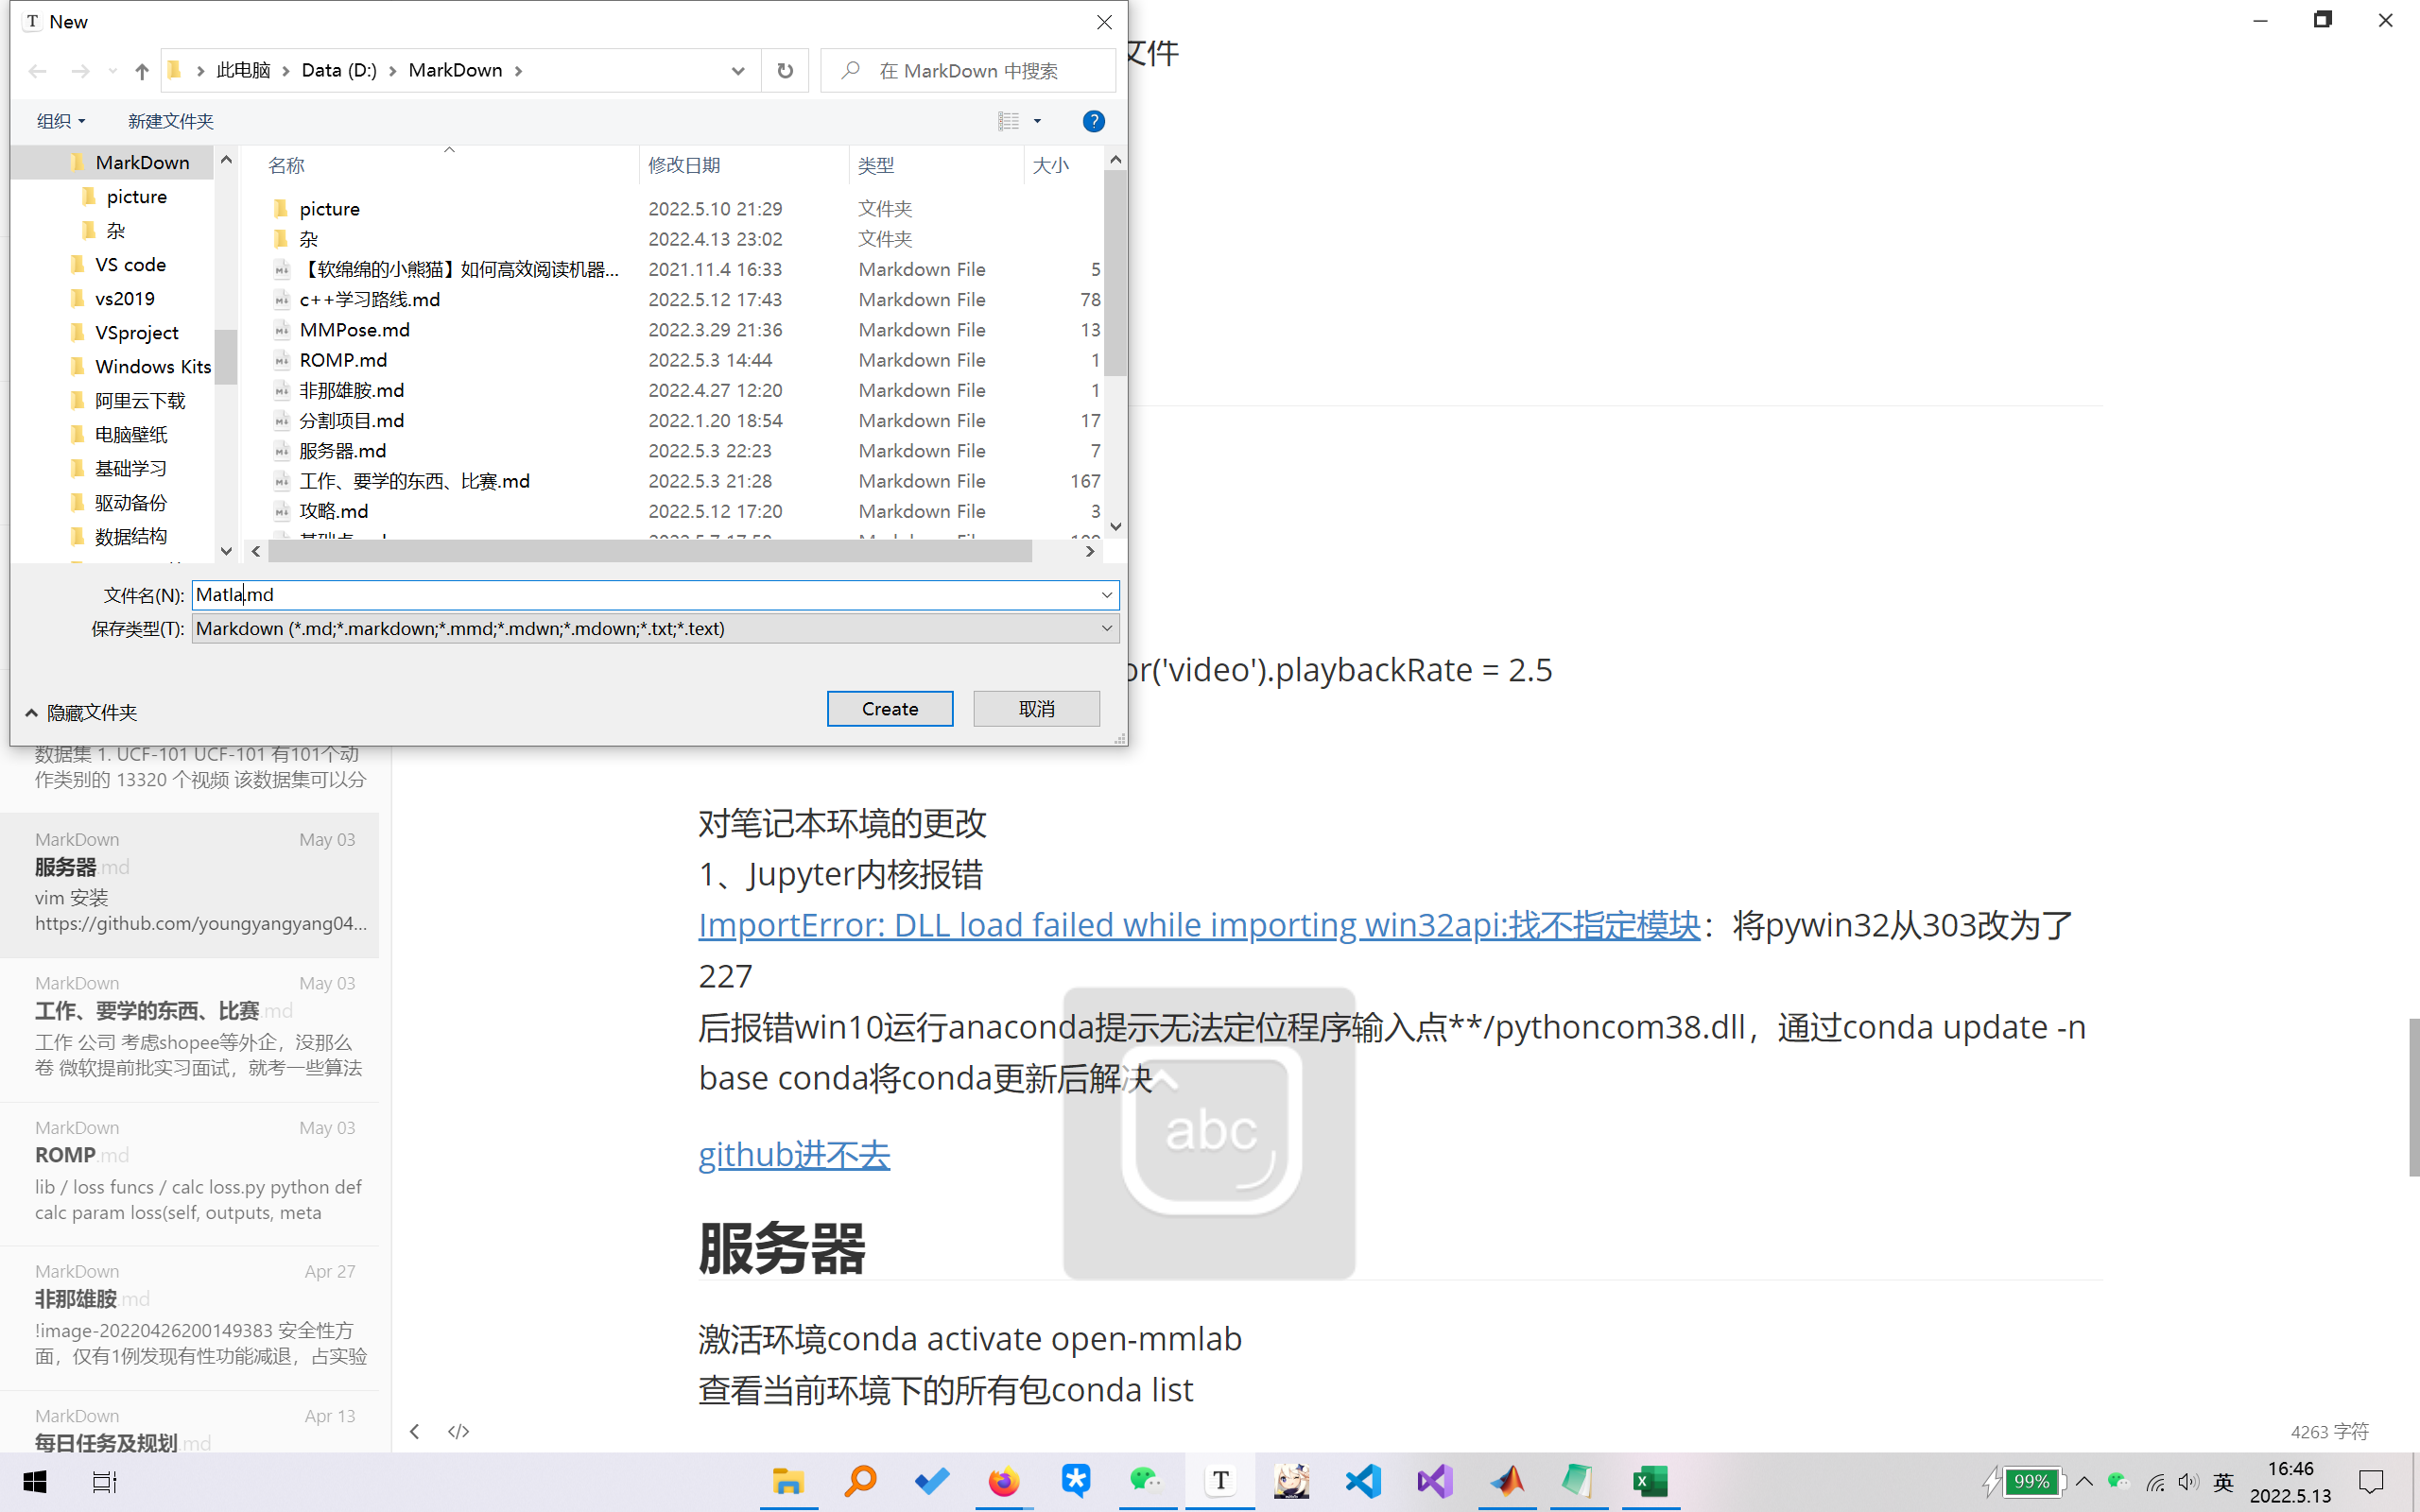 T New
此电脑 Data (D:) MarkDown
在 MarkDown 中搜索
组织
新建文件夹
?
MarkDown
picture
杂
VS code
vs2019
VSproject
Windows Kits
阿里云下载
电脑壁纸
基础学习
驱动备份
数据结构
名称 修改日期 类型 大小
picture 2022.5.10 21:29 文件夹
杂 2022.4.13 23:02 文件夹
【软绵绵的小熊猫】如何高效阅读机器... 2021.11.4 16:33 Markdown File 5
c++学习路线.md 2022.5.12 17:43 Markdown File 78
MMPose.md 2022.3.29 21:36 Markdown File 13
ROMP.md 2022.5.3 14:44 Markdown File 1
非那雄胺.md 2022.4.27 12:20 Markdown File 1
分割项目.md 2022.1.20 18:54 Markdown File 17
服务器.md 2022.5.3 22:23 Markdown File 7
工作、要学的东西、比赛.md 2022.5.3 21:28 Markdown File 167
攻略.md 2022.5.12 17:20 Markdown File 3
文件名(N): Matla.md
保存类型(T): Markdown (*.md;*.markdown;*.mmd;*.mdwn;*.mdown;*.txt;*.text)
隐藏文件夹
Create
取消
文件
or('video').playbackRate = 2.5
对笔记本环境的更改
1、Jupyter内核报错
ImportError: DLL load failed while importing win32api:找不指定模块：将pywin32从303改为了
227
后报错win10运行anaconda提示无法定位程序输入点**/pythoncom38.dll，通过conda update -n
base conda将conda更新后解决
github进不去
服务器
激活环境conda activate open-mmlab
查看当前环境下的所有包conda list
abc
数据集 1. UCF-101 UCF-101 有101个动
作类别的 13320 个视频 该数据集可以分
MarkDown May 03
服务器.md
vim 安装
https://github.com/youngyangyang04...
MarkDown May 03
工作、要学的东西、比赛.md
工作 公司 考虑shopee等外企，没那么
卷 微软提前批实习面试，就考一些算法
MarkDown May 03
ROMP.md
lib / loss funcs / calc loss.py python def
calc param loss(self, outputs, meta
MarkDown Apr 27
非那雄胺.md
!image-20220426200149383 安全性方
面，仅有1例发现有性功能减退，占实验
MarkDown Apr 13
每日任务及规划.md
4263 字符
T
99%
英
16:46
2022.5.13